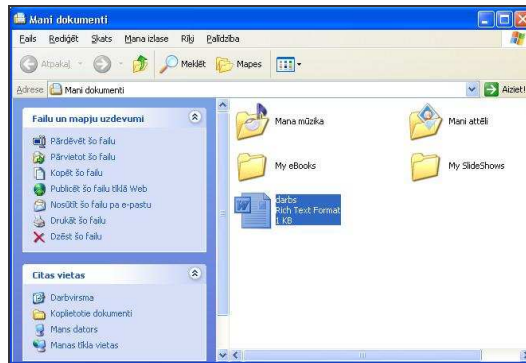 Mani dokumenti
Fails Rediģēt Skats Mana izlase Rīki Palīdzība
Atpakaļ Meklēt Mapes
Adrese Mani dokumenti Aiziet!
Failu un mapju uzdevumi
Pārdēvēt šo failu
Pārvietot šo failu
Kopēt šo failu
Publicēt šo failu tīklā Web
Nosūtīt šo failu pa e-pastu
Drukāt šo failu
Dzēst šo failu
Citas vietas
Darbvirsma
Koplietotie dokumenti
Mans dators
Manas tīkla vietas
Mana mūzika
Mani attēli
My eBooks
My SlideShows
darbs
Rich Text Format
1 KB